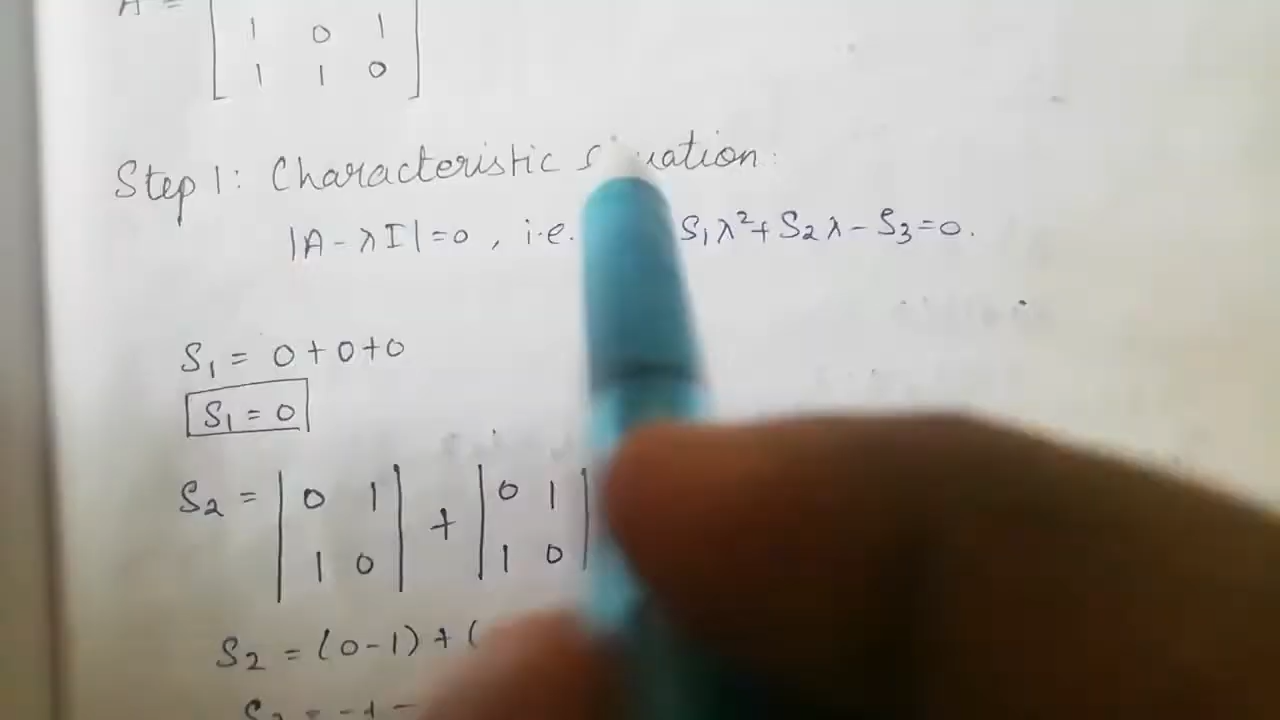 A =
1 0 1
1 1 0
Step 1: Characteristic
|A - λI| = 0 , i.e. S₁λ² + S₂λ - S₃ = 0.
S₁ = 0 + 0 + 0
S₁ = 0
S₂ = | 0 1 | + | 0 1 |
| 1 0 | | 1 0 |
S₂ = (0-1) + (